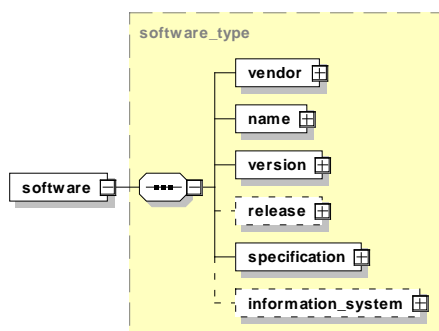 software_type
vendor
name
version
software
release
specification
information_system